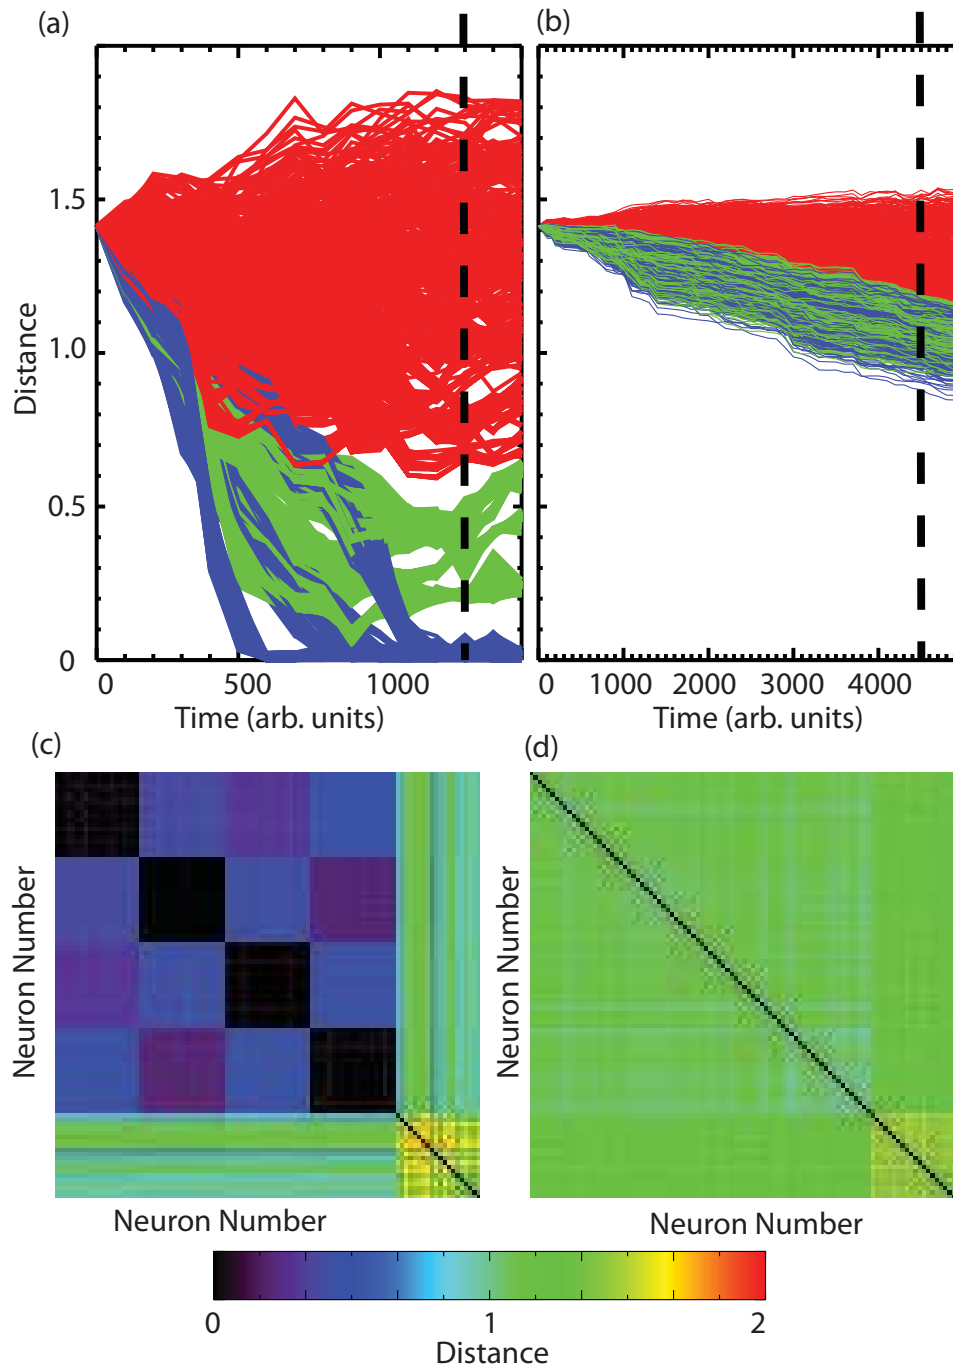 (a)
(b)
1.5
1.0
0.5
0
Distance
0 500 1000
0 1000 2000 3000 4000
Time (arb. units)
Time (arb. units)
(c)
(d)
Neuron Number
Neuron Number
Neuron Number
Neuron Number
0 1 2
Distance